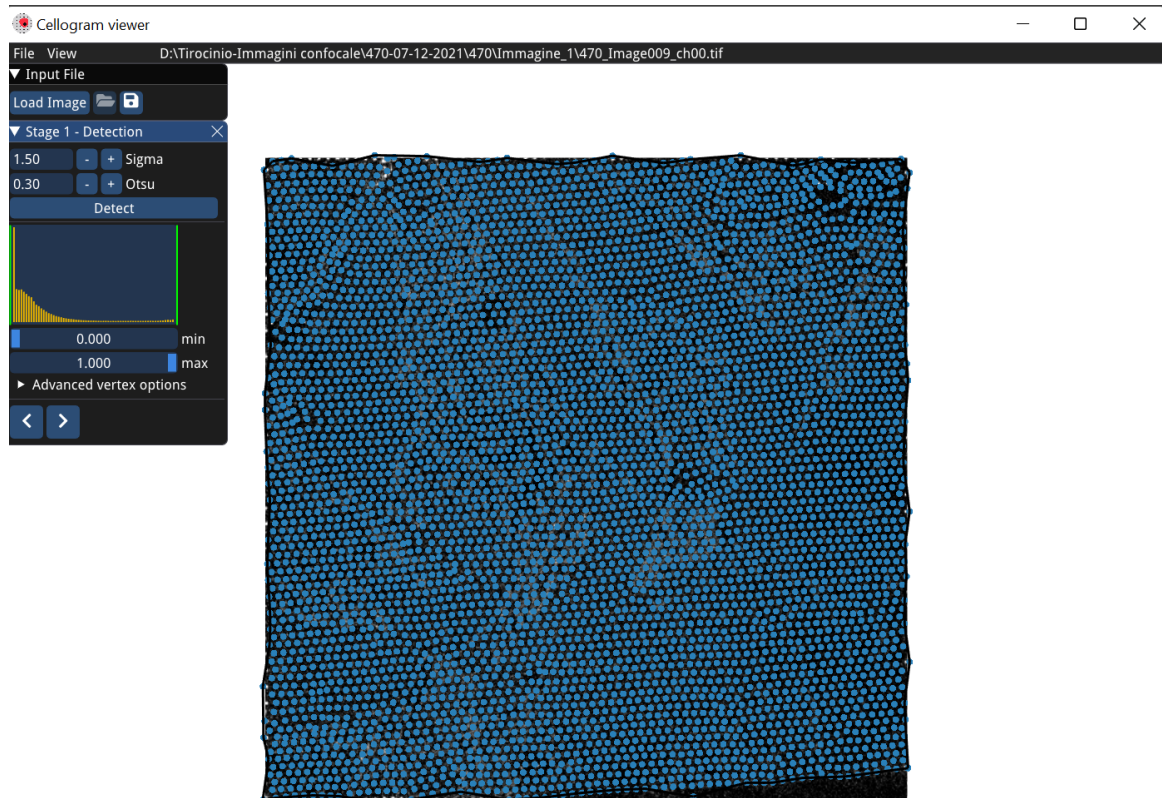 Cellogram viewer
File View D:\Tirocinio-Immagini confocale\470-07-12-2021\470\Immagine_1\470_Image009_ch00.tif
Input File
Load Image
Stage 1 - Detection
1.50 - + Sigma
0.30 - + Otsu
Detect
0.000 min
1.000 max
Advanced vertex options